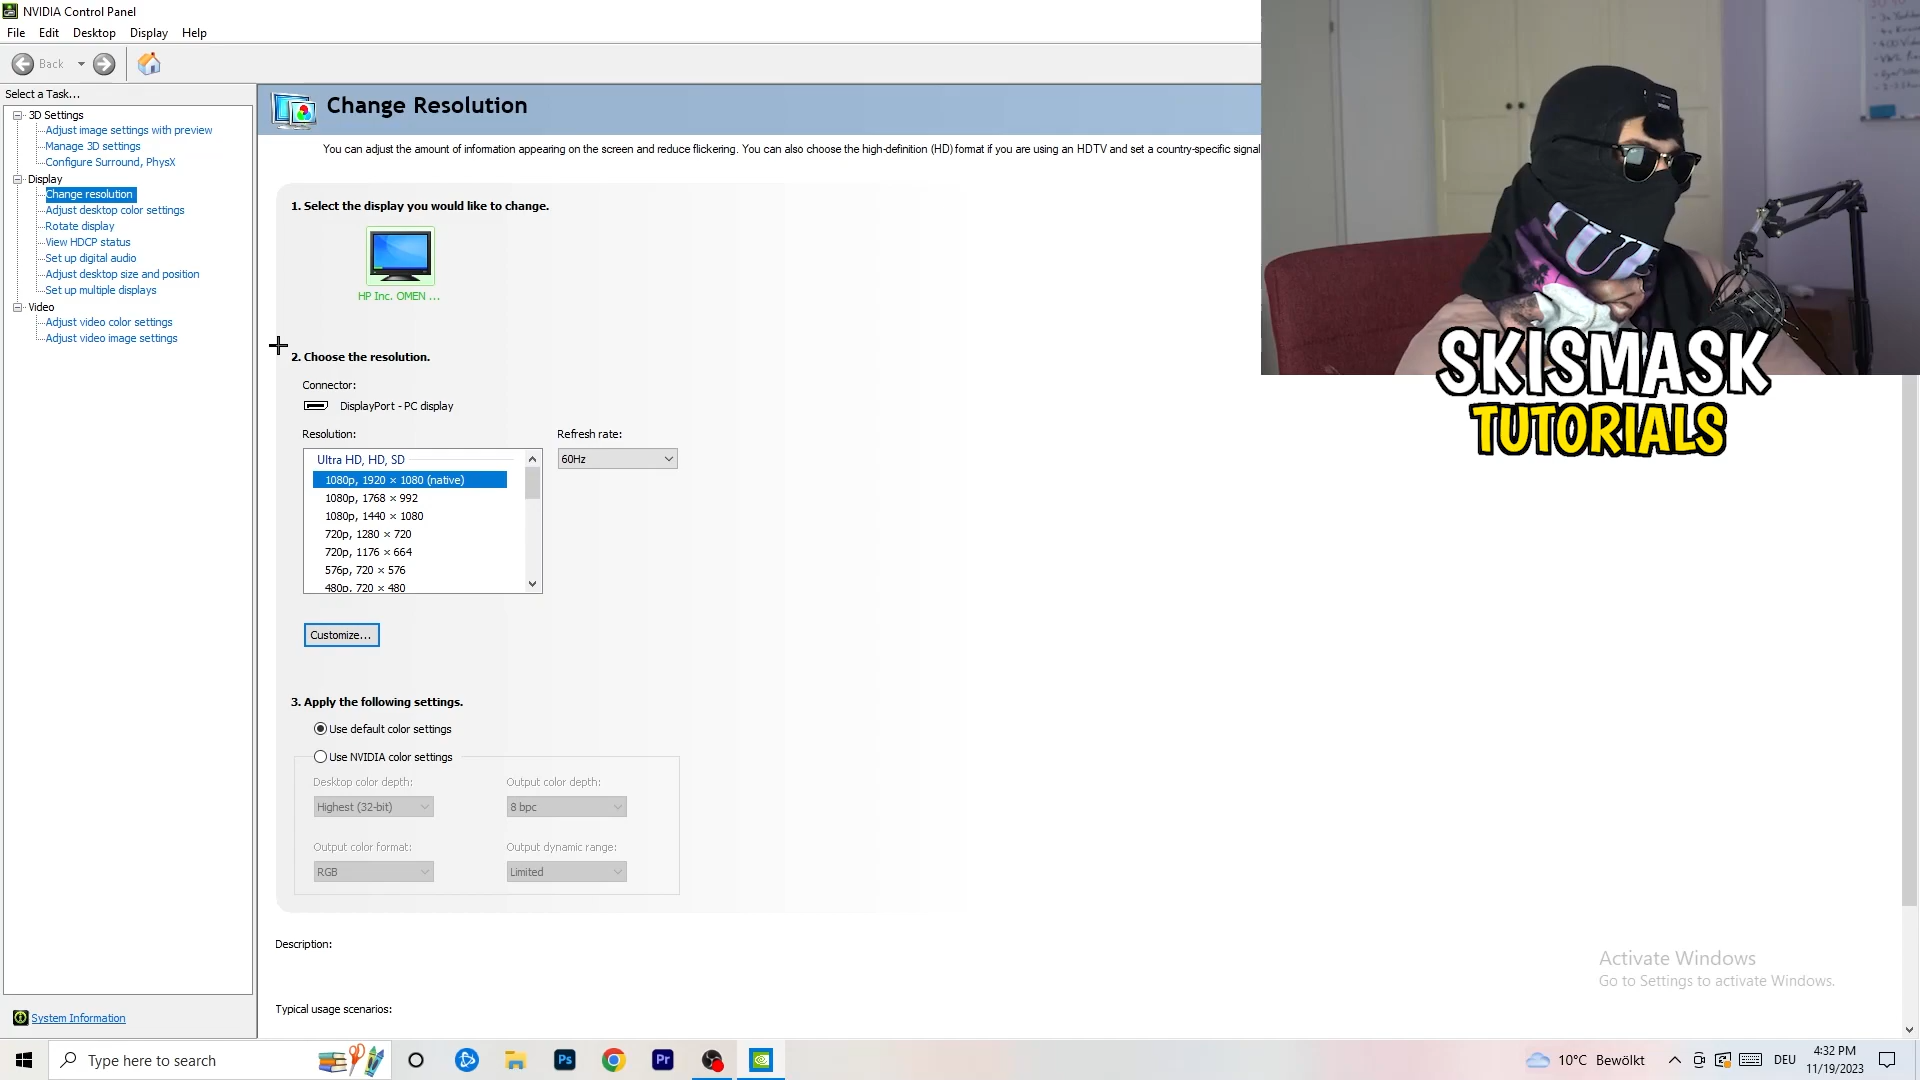 NVIDIA Control Panel
File Edit Desktop Display Help
Back
Select a Task...
3D Settings
Adjust image settings with preview
Manage 3D settings
Configure Surround, PhysX
Display
Change resolution
Adjust desktop color settings
Rotate display
View HDCP status
Set up digital audio
Adjust desktop size and position
Set up multiple displays
Video
Adjust video color settings
Adjust video image settings
System Information
Change Resolution
You can adjust the amount of information appearing on the screen and reduce flickering. You can also choose the high-definition (HD) format if you are using an HDTV and set a country-specific signal
1. Select the display you would like to change.
HP Inc. OMEN ...
2. Choose the resolution.
Connector:
DisplayPort - PC display
Resolution:
Refresh rate:
Ultra HD, HD, SD
60Hz
1080p, 1920 × 1080 (native)
1080p, 1768 × 992
1080p, 1440 × 1080
720p, 1280 × 720
720p, 1176 × 664
576p, 720 × 576
480p, 720 × 480
Customize...
3. Apply the following settings.
Use default color settings
Use NVIDIA color settings
Desktop color depth:
Output color depth:
Highest (32-bit)
8 bpc
Output color format:
Output dynamic range:
RGB
Limited
Description:
Typical usage scenarios:
SKISMASK
TUTORIALS
Activate Windows
Go to Settings to activate Windows.
Type here to search
Ps
Pr
10°C Bewölkt
DEU
4:32 PM
11/19/2023